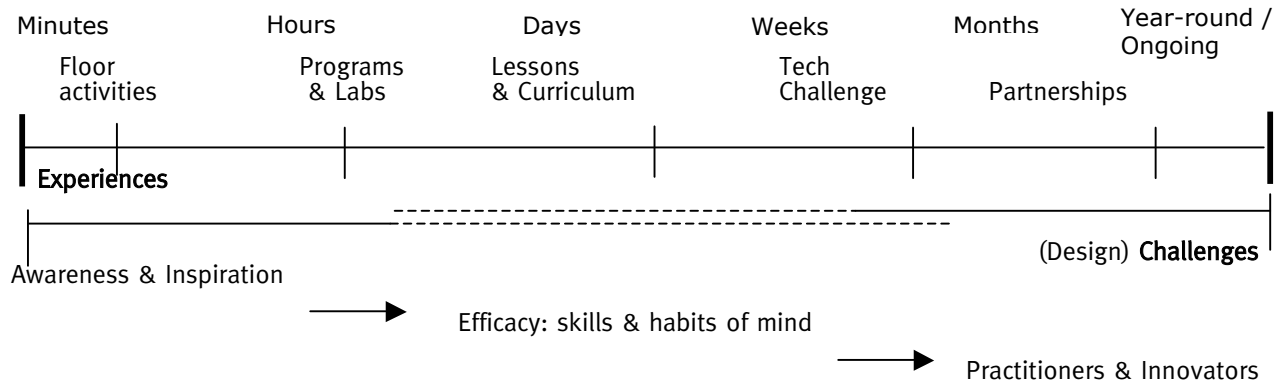 Minutes Hours Days Weeks Months Year-round /
Ongoing
Floor Programs Lessons Tech
activities & Labs & Curriculum Challenge Partnerships
Experiences
(Design) Challenges
Awareness & Inspiration
Efficacy: skills & habits of mind
Practitioners & Innovators